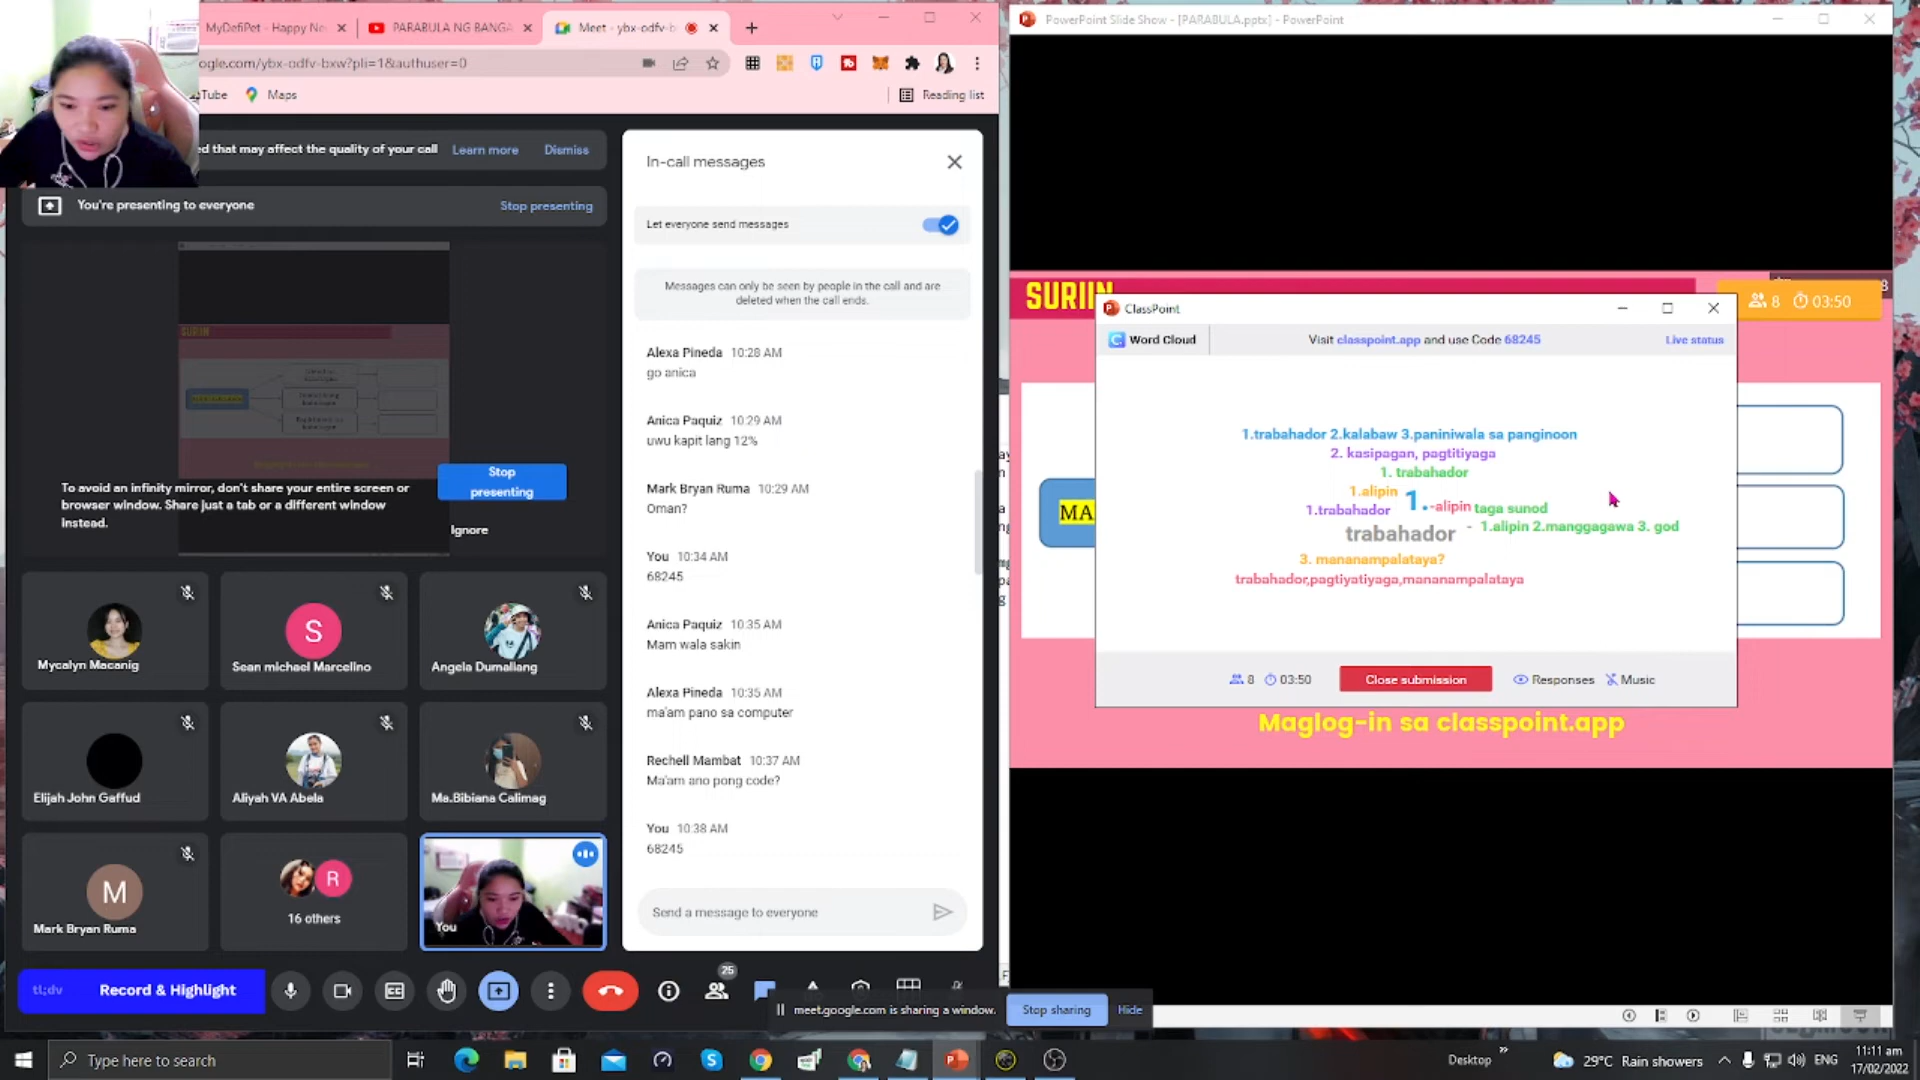 MyDefiPet - Happy Ne
PARABULA NG BANGA
Meet - ybx-odfv-b
ogle.com/ybx-odfv-bxw?pli=1&authuser=0
Tube
Maps
Reading list
ed that may affect the quality of your call
Learn more
Dismiss
You're presenting to everyone
Stop presenting
SURIIN
To avoid an infinity mirror, don't share your entire screen or
browser window. Share just a tab or a different window
instead.
Stop
presenting
Ignore
Mycalyn Macanig
S
Sean michael Marcelino
Angela Dumallang
Elijah John Gaffud
Aliyah VA Abela
Ma.Bibiana Calimag
M
Mark Bryan Ruma
R
16 others
You
tl;dv
Record & Highlight
25
In-call messages
Let everyone send messages
Messages can only be seen by people in the call and are
deleted when the call ends.
Alexa Pineda 10:28 AM
go anica
Anica Paquiz 10:29 AM
uwu kapit lang 12%
Mark Bryan Ruma 10:29 AM
Oman?
You 10:34 AM
68245
Anica Paquiz 10:35 AM
Mam wala sakin
Alexa Pineda 10:35 AM
ma'am pano sa computer
Rechell Mambat 10:37 AM
Ma'am ano pong code?
You 10:38 AM
68245
Send a message to everyone
meet.google.com is sharing a window.
Stop sharing
Hide
PowerPoint Slide Show - [PARABULA.pptx] - PowerPoint
SURIIN
8 03:50
MA
ClassPoint
Word Cloud
Visit classpoint.app and use Code 68245
Live status
1.trabahador 2.kalabaw 3.paniniwala sa panginoon
2. kasipagan, pagtitiyaga
1. trabahador
1.alipin
1.
-alipin
taga sunod
1.trabahador
trabahador
-
1.alipin 2.manggagawa 3. god
3. mananampalataya?
trabahador,pagtiyatiyaga,mananampalataya
8 03:50
Close submission
Responses
Music
Maglog-in sa classpoint.app
Type here to search
Desktop
29°C Rain showers
ENG
11:11 am
17/02/2022